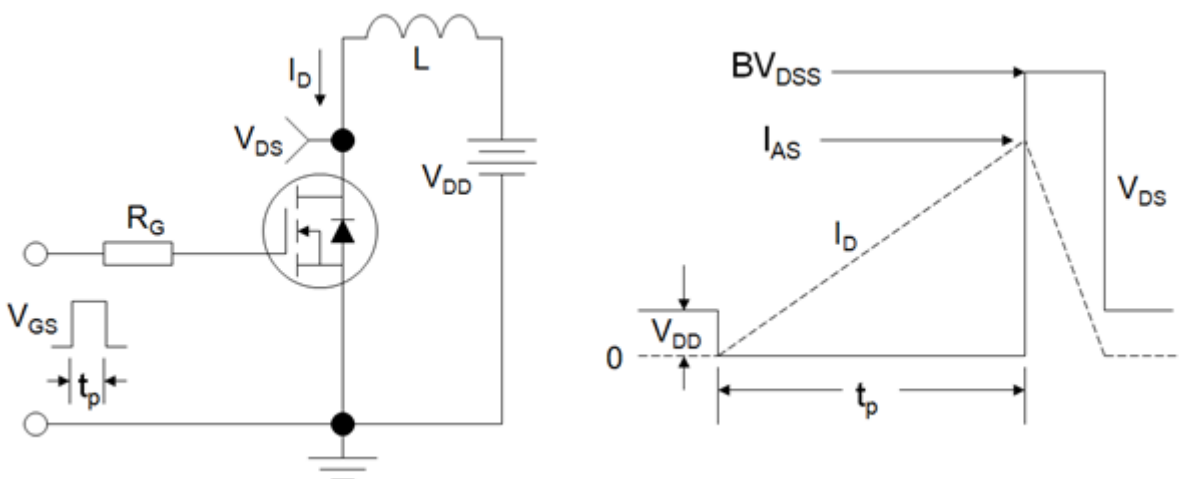 L
I_D
V_DS
V_DD
R_G
V_GS
t_p
BV_DSS
I_AS
V_DS
I_D
V_DD
0
t_p